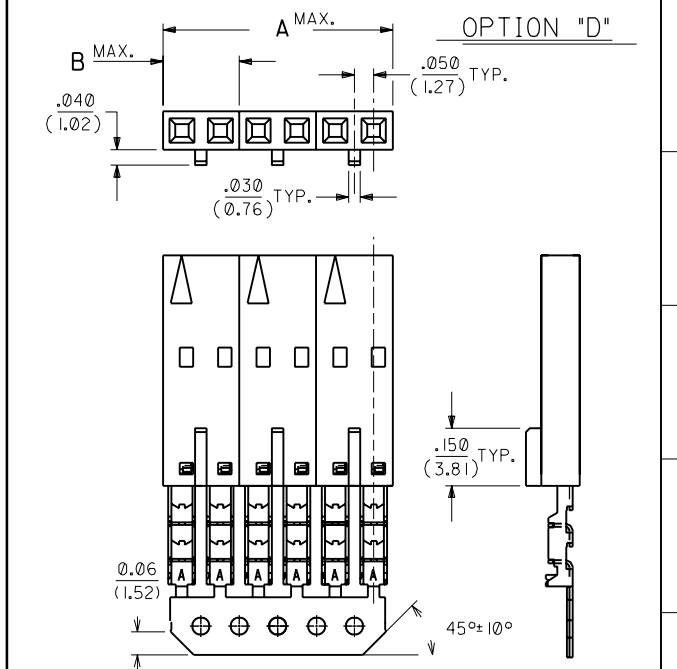 OPTION "D"
A MAX.
B MAX.
.050
(1.27) TYP.
.040
(1.02)
.030
(0.76) TYP.
.150
(3.81) TYP.
0.06
(1.52)
A A A A A A
45°±10°